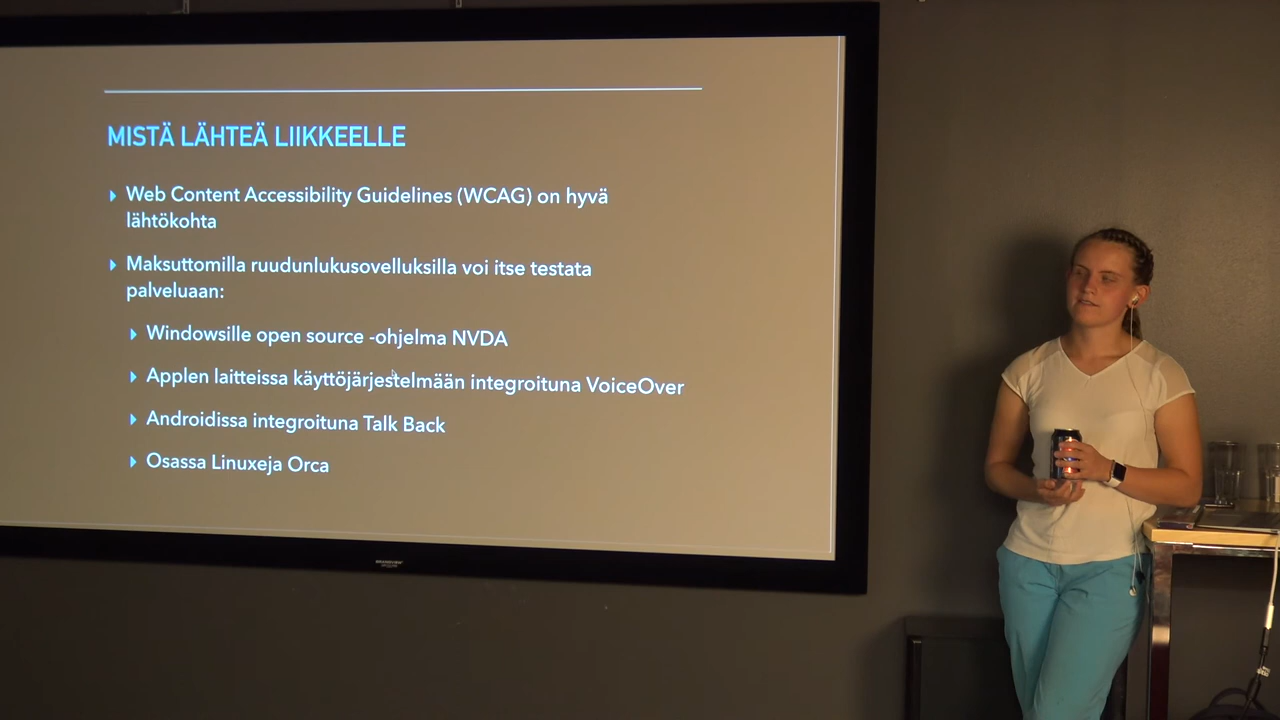 MISTÄ LÄHTEÄ LIIKKEELLE
Web Content Accessibility Guidelines (WCAG) on hyvä
lähtökohta
Maksuttomilla ruudunlukusovelluksilla voi itse testata
palveluaan:
Windowsille open source -ohjelma NVDA
Applen laitteissa käyttöjärjestelmään integroituna VoiceOver
Androidissa integroituna Talk Back
Osassa Linuxeja Orca